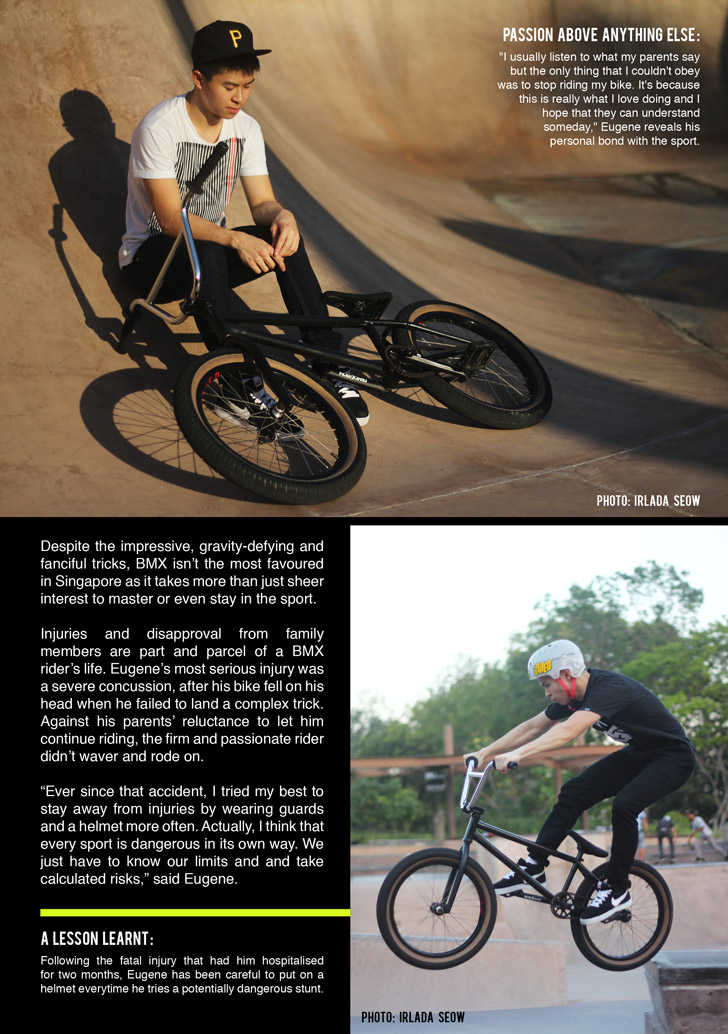 P
PASSION ABOVE ANYTHING ELSE:
"I usually listen to what my parents say
but the only thing that I couldn't obey
was to stop riding my bike. It's because
this is really what I love doing and I
hope that they can understand
someday," Eugene reveals his
personal bond with the sport.
PHOTO: IRLADA SEOW
Despite the impressive, gravity-defying and
fanciful tricks, BMX isn't the most favoured
in Singapore as it takes more than just sheer
interest to master or even stay in the sport.
Injuries and disapproval from family
members are part and parcel of a BMX
rider's life. Eugene's most serious injury was
a severe concussion, after his bike fell on his
head when he failed to land a complex trick.
Against his parents' reluctance to let him
continue riding, the firm and passionate rider
didn't waver and rode on.
“Ever since that accident, I tried my best to
stay away from injuries by wearing guards
and a helmet more often. Actually, I think that
every sport is dangerous in its own way. We
just have to know our limits and and take
calculated risks,” said Eugene.
A LESSON LEARNT:
Following the fatal injury that had him hospitalised
for two months, Eugene has been careful to put on a
helmet everytime he tries a potentially dangerous stunt.
PHOTO: IRLADA SEOW